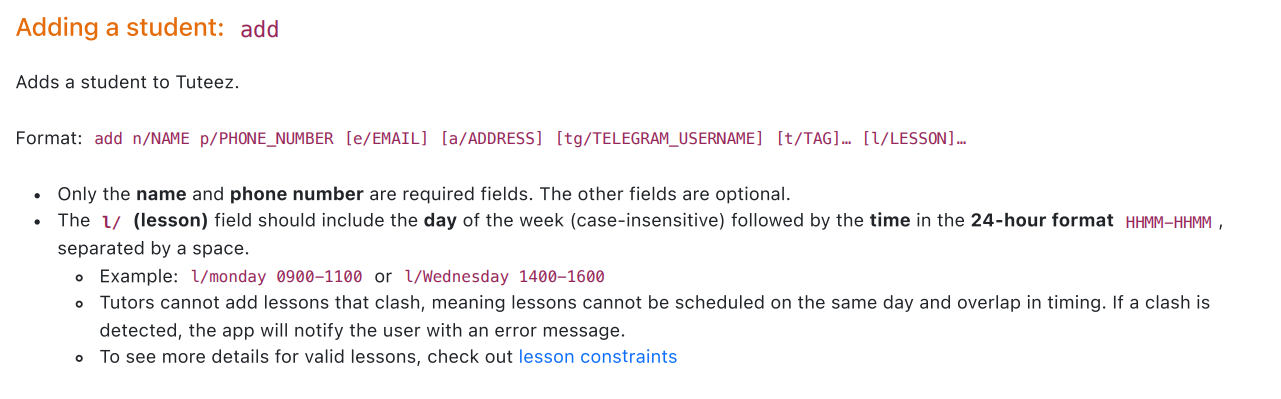 Adding a student: add
Adds a student to Tuteez.
Format: add n/NAME p/PHONE_NUMBER [e/EMAIL] [a/ADDRESS] [tg/TELEGRAM_USERNAME] [t/TAG]… [l/LESSON]…
• Only the name and phone number are required fields. The other fields are optional.
• The l/ (lesson) field should include the day of the week (case-insensitive) followed by the time in the 24-hour format HHMM-HHMM ,
separated by a space.
◦ Example: l/monday 0900-1100 or l/Wednesday 1400-1600
◦ Tutors cannot add lessons that clash, meaning lessons cannot be scheduled on the same day and overlap in timing. If a clash is
detected, the app will notify the user with an error message.
◦ To see more details for valid lessons, check out lesson constraints